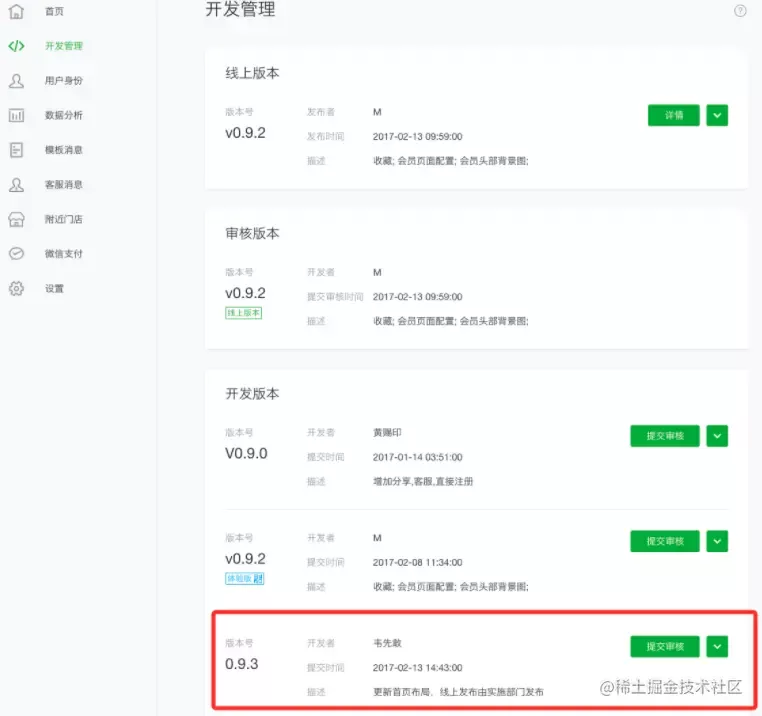 首页
开发管理
用户身份
数据分析
模板消息
客服消息
附近门店
微信支付
设置
开发管理
?
线上版本
版本号 发布者 M 详情
v0.9.2 发布时间 2017-02-13 09:59:00
描述 收藏; 会员页面配置; 会员头部背景图;
审核版本
版本号 开发者 M
v0.9.2 提交审核时间 2017-02-13 09:59:00
线上版本
描述 收藏; 会员页面配置; 会员头部背景图;
开发版本
版本号 开发者 黄赐印 提交审核
V0.9.0 提交时间 2017-01-14 03:51:00
描述 增加分享,客服,直接注册
版本号 开发者 M 提交审核
v0.9.2 提交时间 2017-02-08 11:34:00
体验版
描述 收藏; 会员页面配置; 会员头部背景图;
版本号 开发者 韦先敢 提交审核
0.9.3 提交时间 2017-02-13 14:43:00
描述 更新首页布局、线上发布由实施部门发布
@稀土掘金技术社区